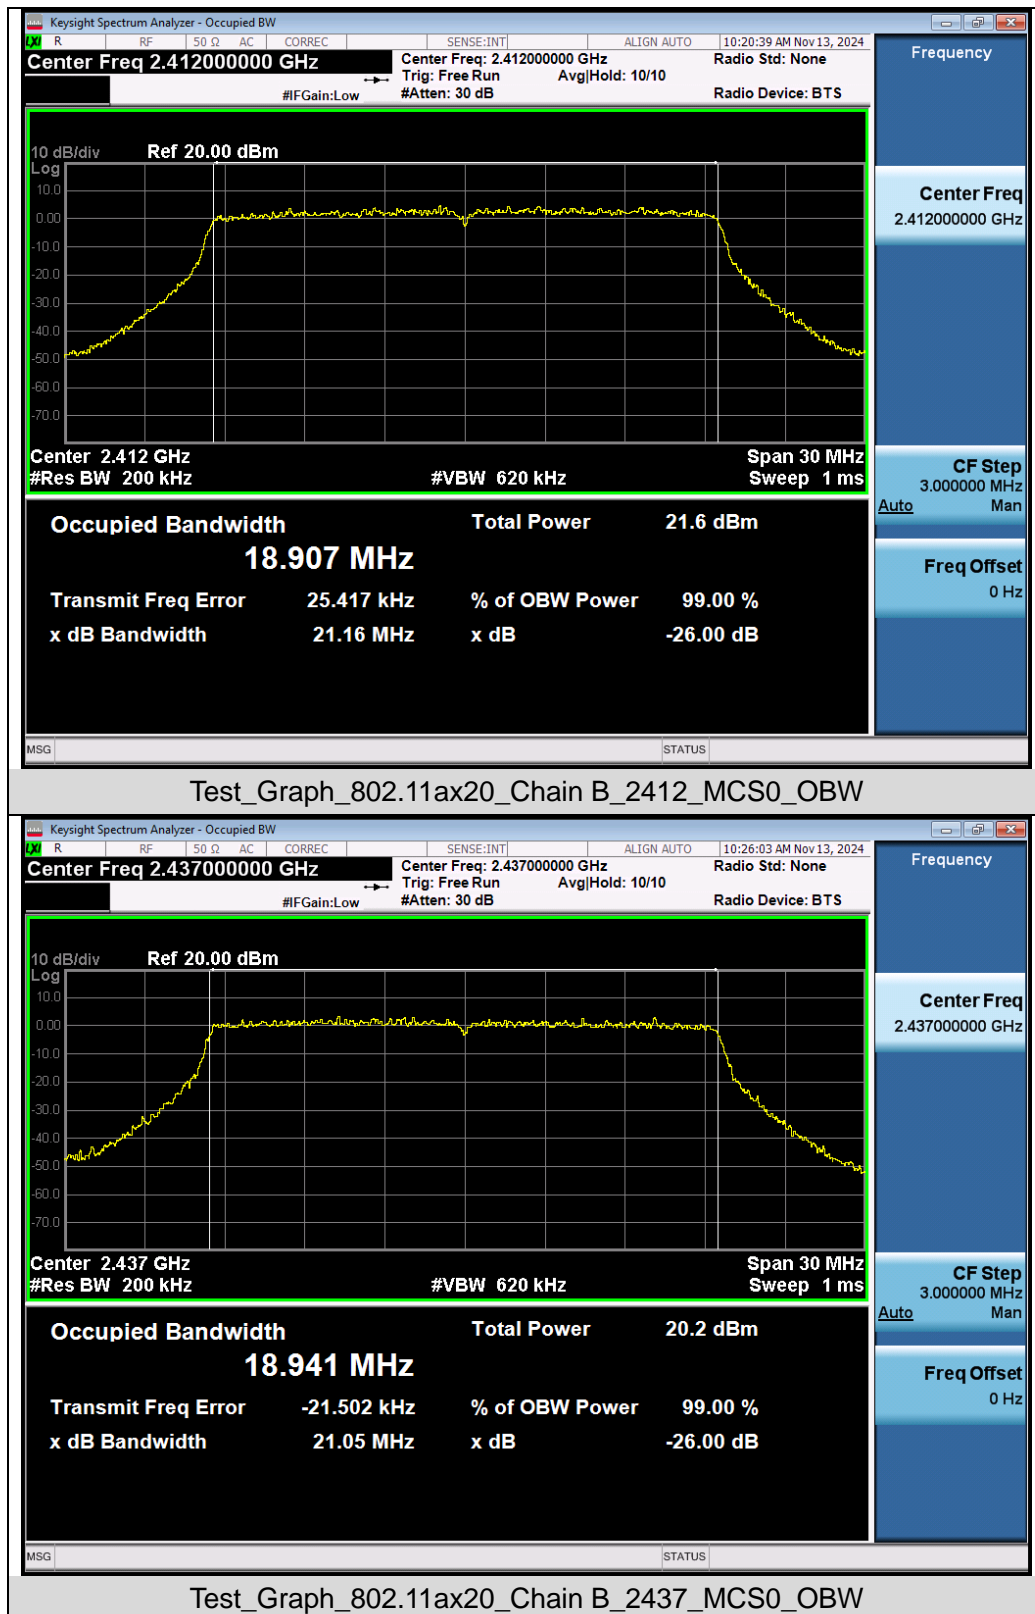 Keysight Spectrum Analyzer - Occupied BW
LXI R RF 50 Ω AC CORREC SENSE:INT ALIGN AUTO 10:20:39 AM Nov 13, 2024
Center Freq 2.412000000 GHz Center Freq: 2.412000000 GHz Radio Std: None Frequency
Trig: Free Run Avg|Hold: 10/10
#IFGain:Low #Atten: 30 dB Radio Device: BTS
10 dB/div Ref 20.00 dBm
Log
10.0
0.00
-10.0
-20.0
-30.0
-40.0
-50.0
-60.0
-70.0
Center Freq
2.412000000 GHz
Center 2.412 GHz Span 30 MHz
#Res BW 200 kHz #VBW 620 kHz Sweep 1 ms
CF Step
3.000000 MHz
Auto Man
Occupied Bandwidth Total Power 21.6 dBm
18.907 MHz
Freq Offset
0 Hz
Transmit Freq Error 25.417 kHz % of OBW Power 99.00 %
x dB Bandwidth 21.16 MHz x dB -26.00 dB
MSG STATUS
Test_Graph_802.11ax20_Chain B_2412_MCS0_OBW
Keysight Spectrum Analyzer - Occupied BW
LXI R RF 50 Ω AC CORREC SENSE:INT ALIGN AUTO 10:26:03 AM Nov 13, 2024
Center Freq 2.437000000 GHz Center Freq: 2.437000000 GHz Radio Std: None Frequency
Trig: Free Run Avg|Hold: 10/10
#IFGain:Low #Atten: 30 dB Radio Device: BTS
10 dB/div Ref 20.00 dBm
Log
10.0
0.00
-10.0
-20.0
-30.0
-40.0
-50.0
-60.0
-70.0
Center Freq
2.437000000 GHz
Center 2.437 GHz Span 30 MHz
#Res BW 200 kHz #VBW 620 kHz Sweep 1 ms
CF Step
3.000000 MHz
Auto Man
Occupied Bandwidth Total Power 20.2 dBm
18.941 MHz
Freq Offset
0 Hz
Transmit Freq Error -21.502 kHz % of OBW Power 99.00 %
x dB Bandwidth 21.05 MHz x dB -26.00 dB
MSG STATUS
Test_Graph_802.11ax20_Chain B_2437_MCS0_OBW